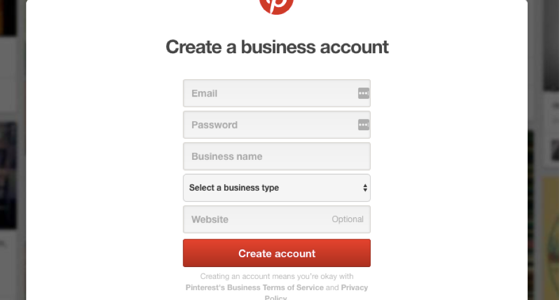 Create a business account
Email
Password
Business name
Select a business type
Website Optional
Create account
Creating an account means you're okay with
Pinterest's Business Terms of Service and Privacy
Policy